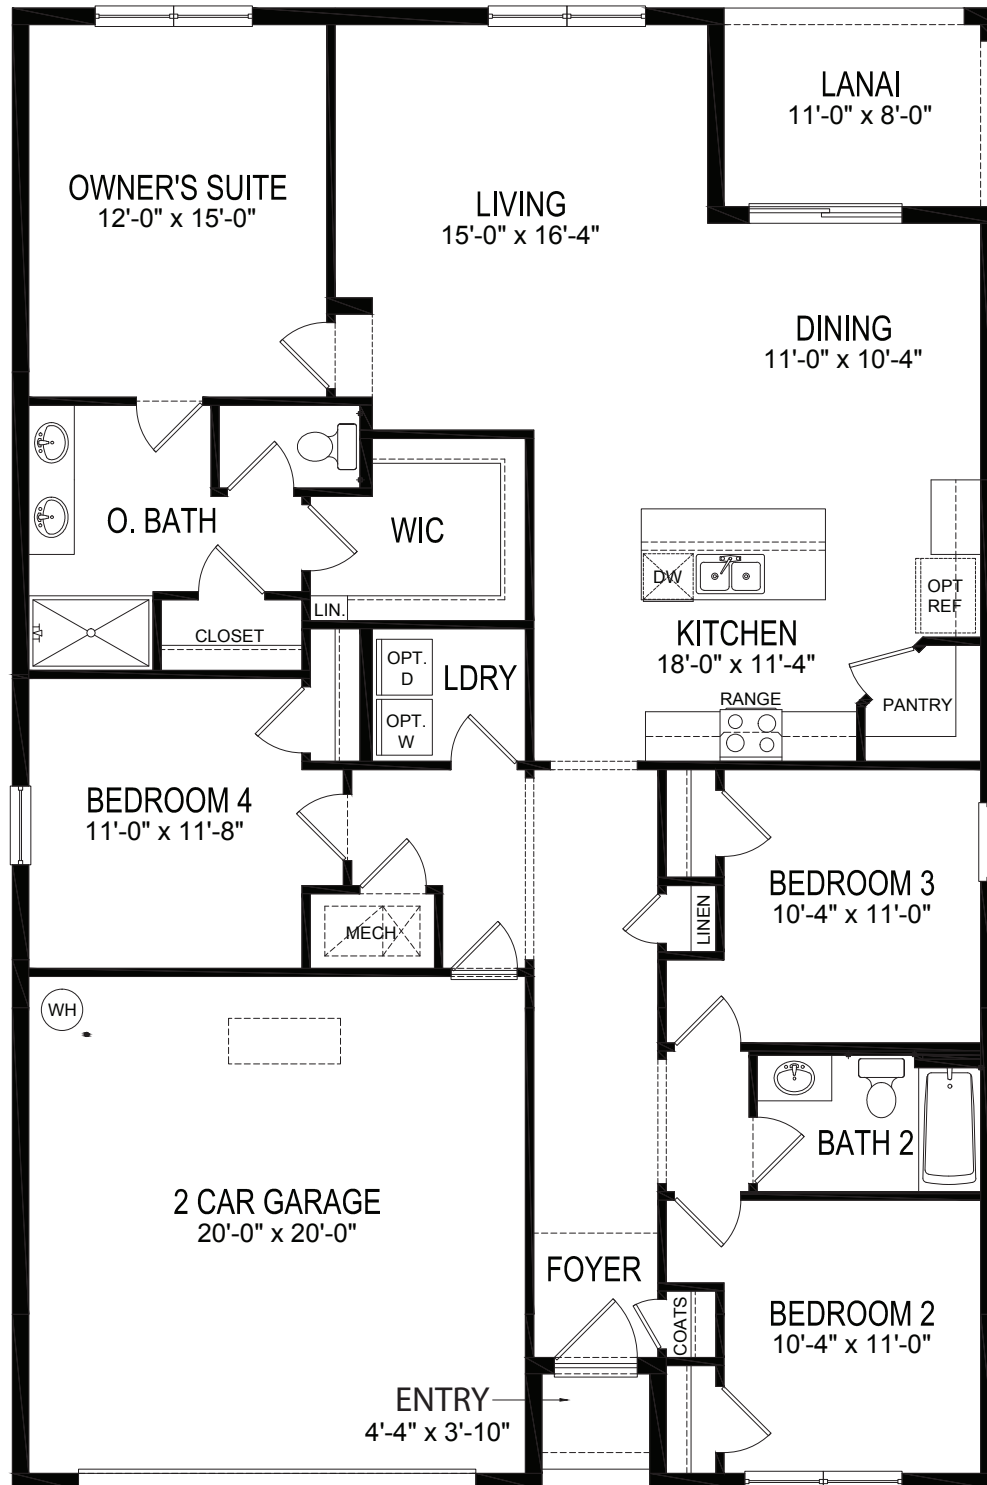 LANAI
11'-0" x 8'-0"
OWNER'S SUITE
12'-0" x 15'-0"
LIVING
15'-0" x 16'-4"
DINING
11'-0" x 10'-4"
O. BATH
WIC
DW
OPT
REF
LIN.
CLOSET
KITCHEN
18'-0" x 11'-4"
OPT.
D
LDRY
OPT.
W
RANGE
PANTRY
BEDROOM 4
11'-0" x 11'-8"
BEDROOM 3
10'-4" x 11'-0"
LINEN
MECH
WH
BATH 2
2 CAR GARAGE
20'-0" x 20'-0"
FOYER
COATS
BEDROOM 2
10'-4" x 11'-0"
ENTRY
4'-4" x 3'-10"